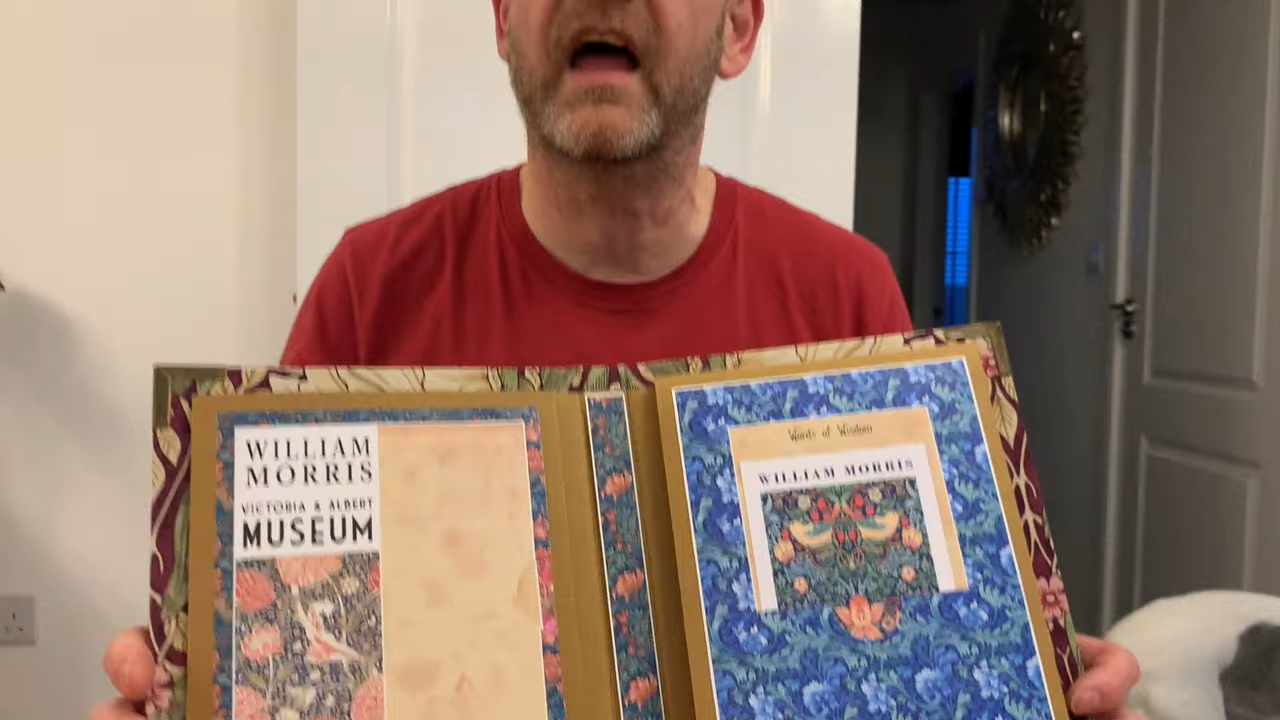 WILLIAM
MORRIS
VICTORIA & ALBERT
MUSEUM
Words of Wisdom
WILLIAM MORRIS